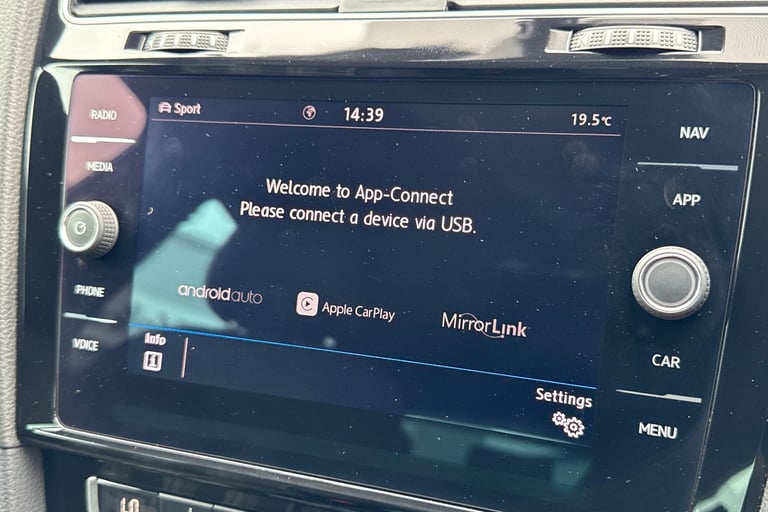 RADIO
MEDIA
PHONE
VOICE
Sport 14:39 19.5°C
Welcome to App-Connect
Please connect a device via USB.
androidauto Apple CarPlay MirrorLink
Info
Settings
NAV
APP
CAR
MENU